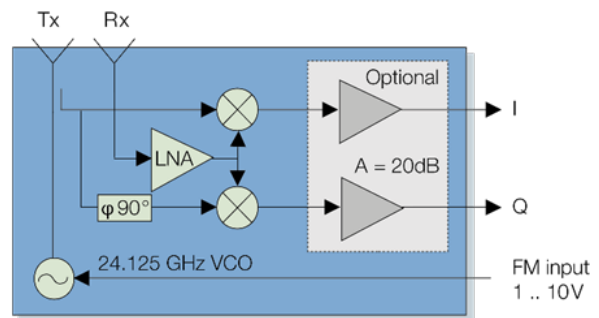 Tx Rx
Optional
I
LNA
A = 20dB
φ 90°
Q
24.125 GHz VCO
FM input
1 .. 10V